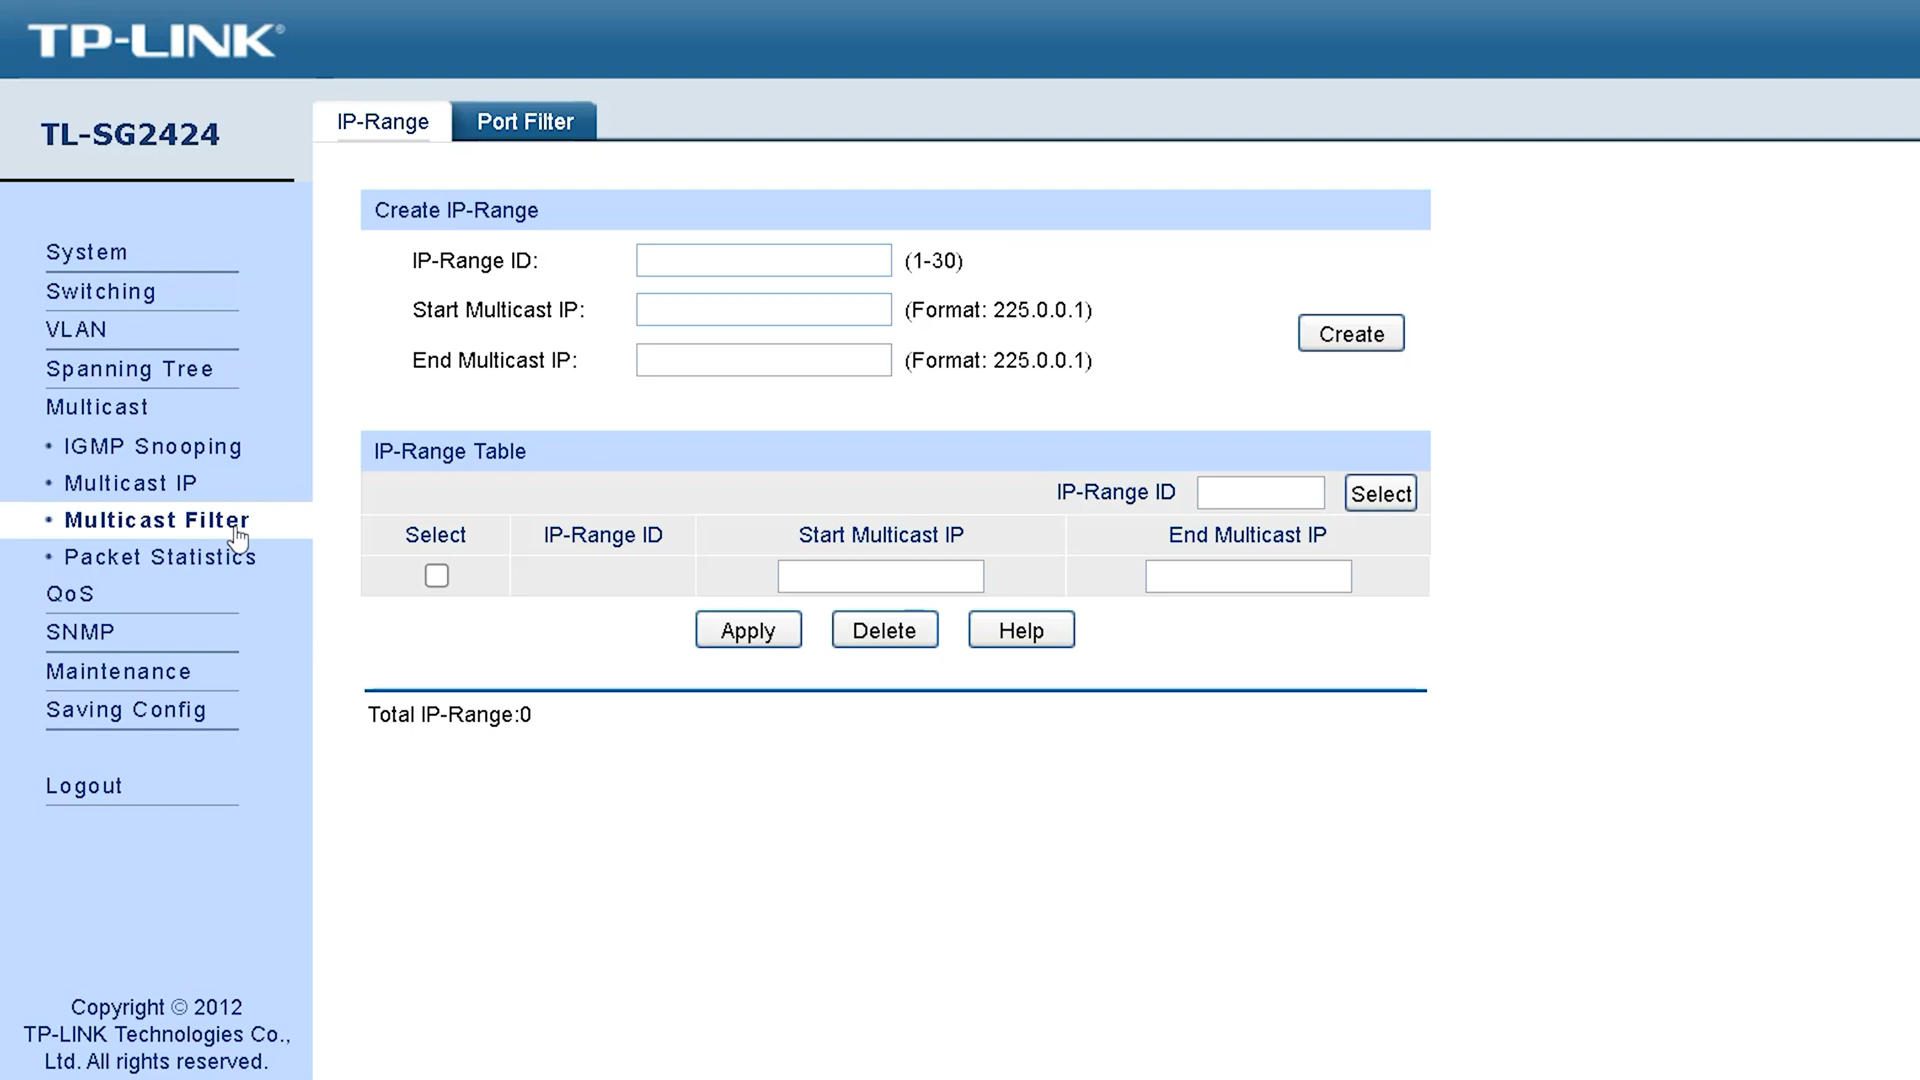 TP-LINK®
TL-SG2424
IP-Range
Port Filter
System
Switching
VLAN
Spanning Tree
Multicast
• IGMP Snooping
• Multicast IP
• Multicast Filter
• Packet Statistics
QoS
SNMP
Maintenance
Saving Config
Logout
Copyright © 2012
TP-LINK Technologies Co.,
Ltd. All rights reserved.
Create IP-Range
IP-Range ID: (1-30)
Start Multicast IP: (Format: 225.0.0.1)
Create
End Multicast IP: (Format: 225.0.0.1)
IP-Range Table
IP-Range ID Select
Select IP-Range ID Start Multicast IP End Multicast IP
Apply Delete Help
Total IP-Range:0